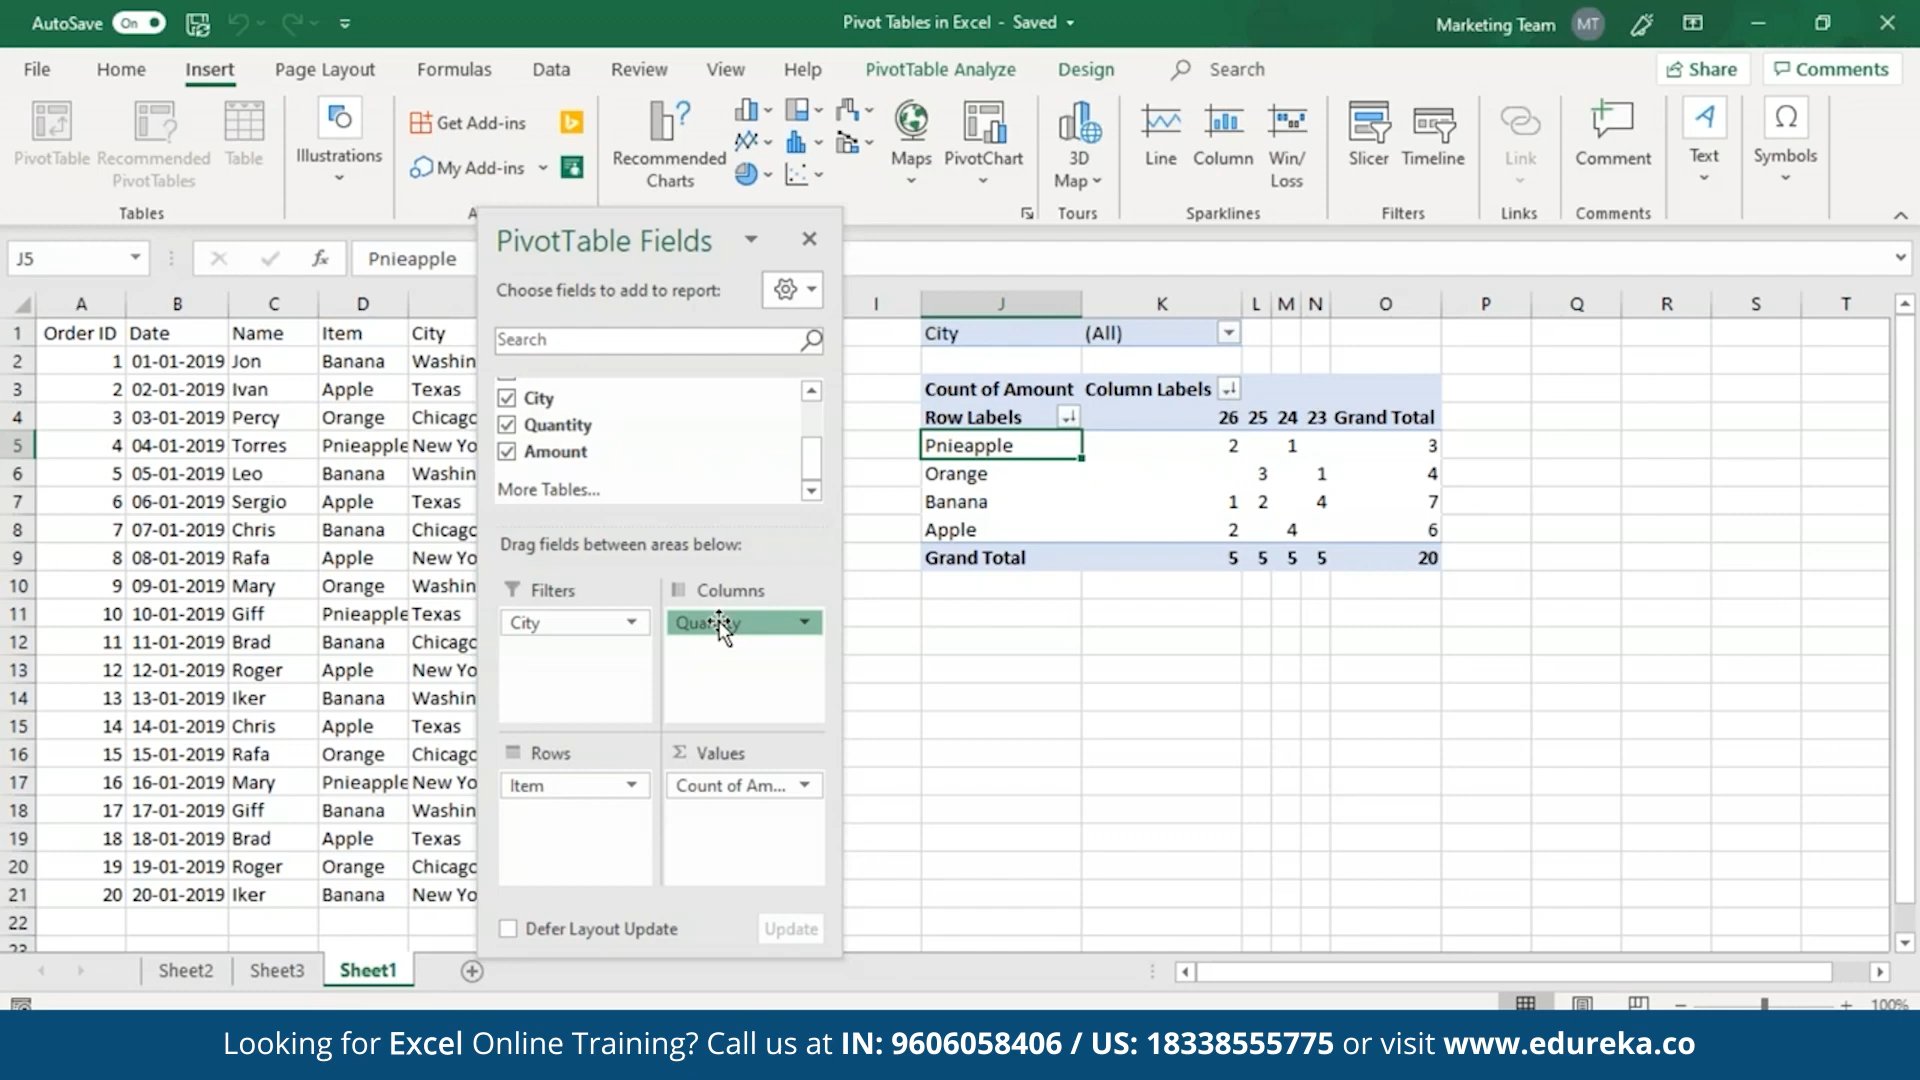 AutoSave On Pivot Tables in Excel - Saved Marketing Team MT
File Home Insert Page Layout Formulas Data Review View Help PivotTable Analyze Design Search Share Comments
PivotTable Recommended PivotTables Table Illustrations Get Add-ins My Add-ins Recommended Charts Maps PivotChart 3D Map Line Column Win/Loss Slicer Timeline Link Comment Text Symbols
Tables A Tours Sparklines Filters Links Comments
J5 fx Pnieapple
A B C D I J K L M N O P Q R S T
1 Order ID Date Name Item City
2 1 01-01-2019 Jon Banana Washin
3 2 02-01-2019 Ivan Apple Texas
4 3 03-01-2019 Percy Orange Chicago
5 4 04-01-2019 Torres Pnieapple New Yo
6 5 05-01-2019 Leo Banana Washin
7 6 06-01-2019 Sergio Apple Texas
8 7 07-01-2019 Chris Banana Chicago
9 8 08-01-2019 Rafa Apple New Yo
10 9 09-01-2019 Mary Orange Washin
11 10 10-01-2019 Giff Pnieapple Texas
12 11 11-01-2019 Brad Banana Chicago
13 12 12-01-2019 Roger Apple New Yo
14 13 13-01-2019 Iker Banana Washin
15 14 14-01-2019 Chris Apple Texas
16 15 15-01-2019 Rafa Orange Chicago
17 16 16-01-2019 Mary Pnieapple New Yo
18 17 17-01-2019 Giff Banana Washin
19 18 18-01-2019 Brad Apple Texas
20 19 19-01-2019 Roger Orange Chicago
21 20 20-01-2019 Iker Banana New Yo
22
23
PivotTable Fields
Choose fields to add to report:
Search
City
Quantity
Amount
More Tables...
Drag fields between areas below:
Filters Columns
City Quantity
Rows Σ Values
Item Count of Am...
Defer Layout Update Update
City (All)
Count of Amount Column Labels
Row Labels 26 25 24 23 Grand Total
Pnieapple 2 1 3
Orange 3 1 4
Banana 1 2 4 7
Apple 2 4 6
Grand Total 5 5 5 5 20
Sheet2 Sheet3 Sheet1
100%
Looking for Excel Online Training? Call us at IN: 9606058406 / US: 18338555775 or visit www.edureka.co